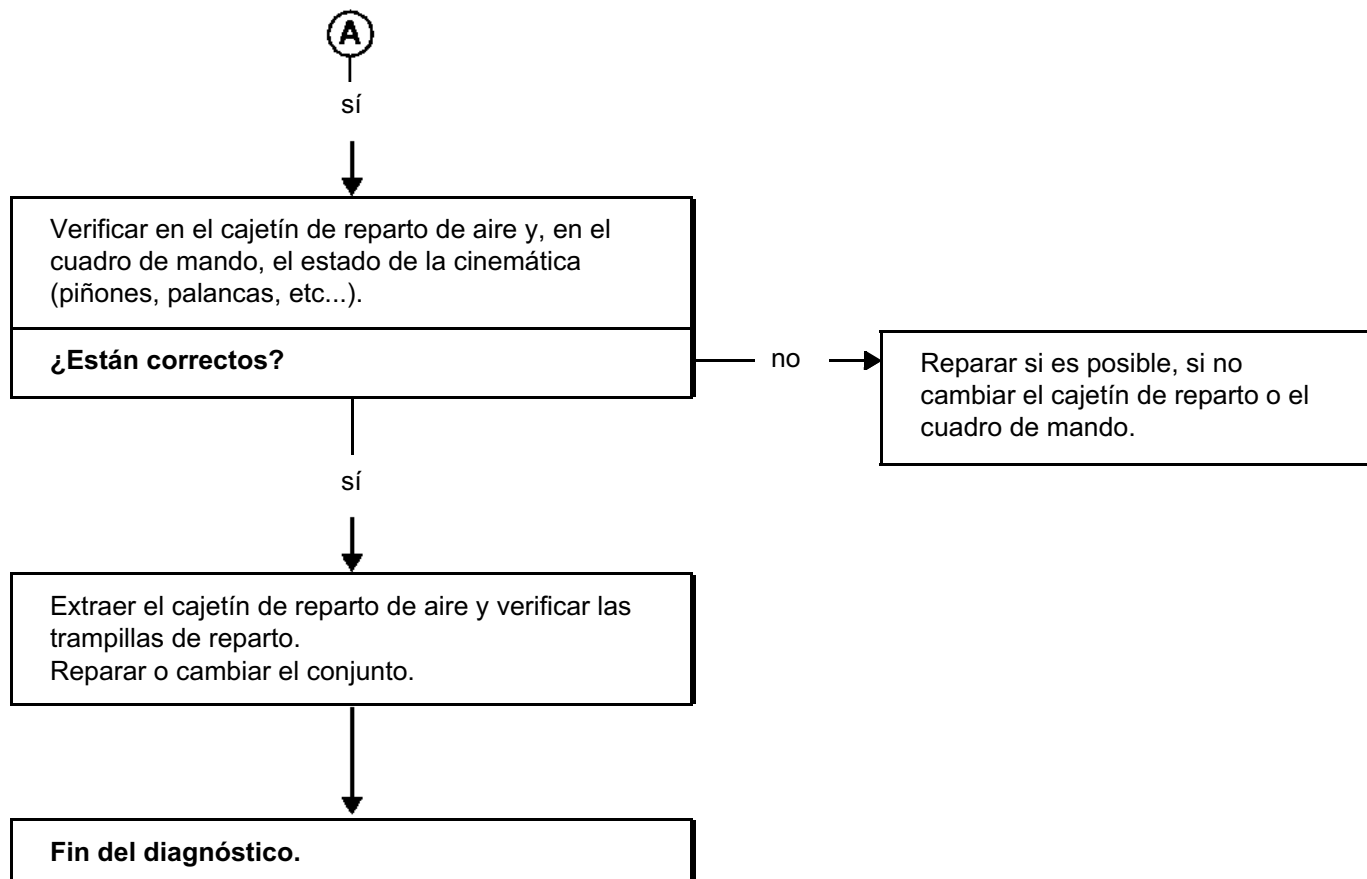 A
sí
Verificar en el cajetín de reparto de aire y, en el
cuadro de mando, el estado de la cinemática
(piñones, palancas, etc...).
¿Están correctos?
no
Reparar si es posible, si no
cambiar el cajetín de reparto o el
cuadro de mando.
sí
Extraer el cajetín de reparto de aire y verificar las
trampillas de reparto.
Reparar o cambiar el conjunto.
Fin del diagnóstico.